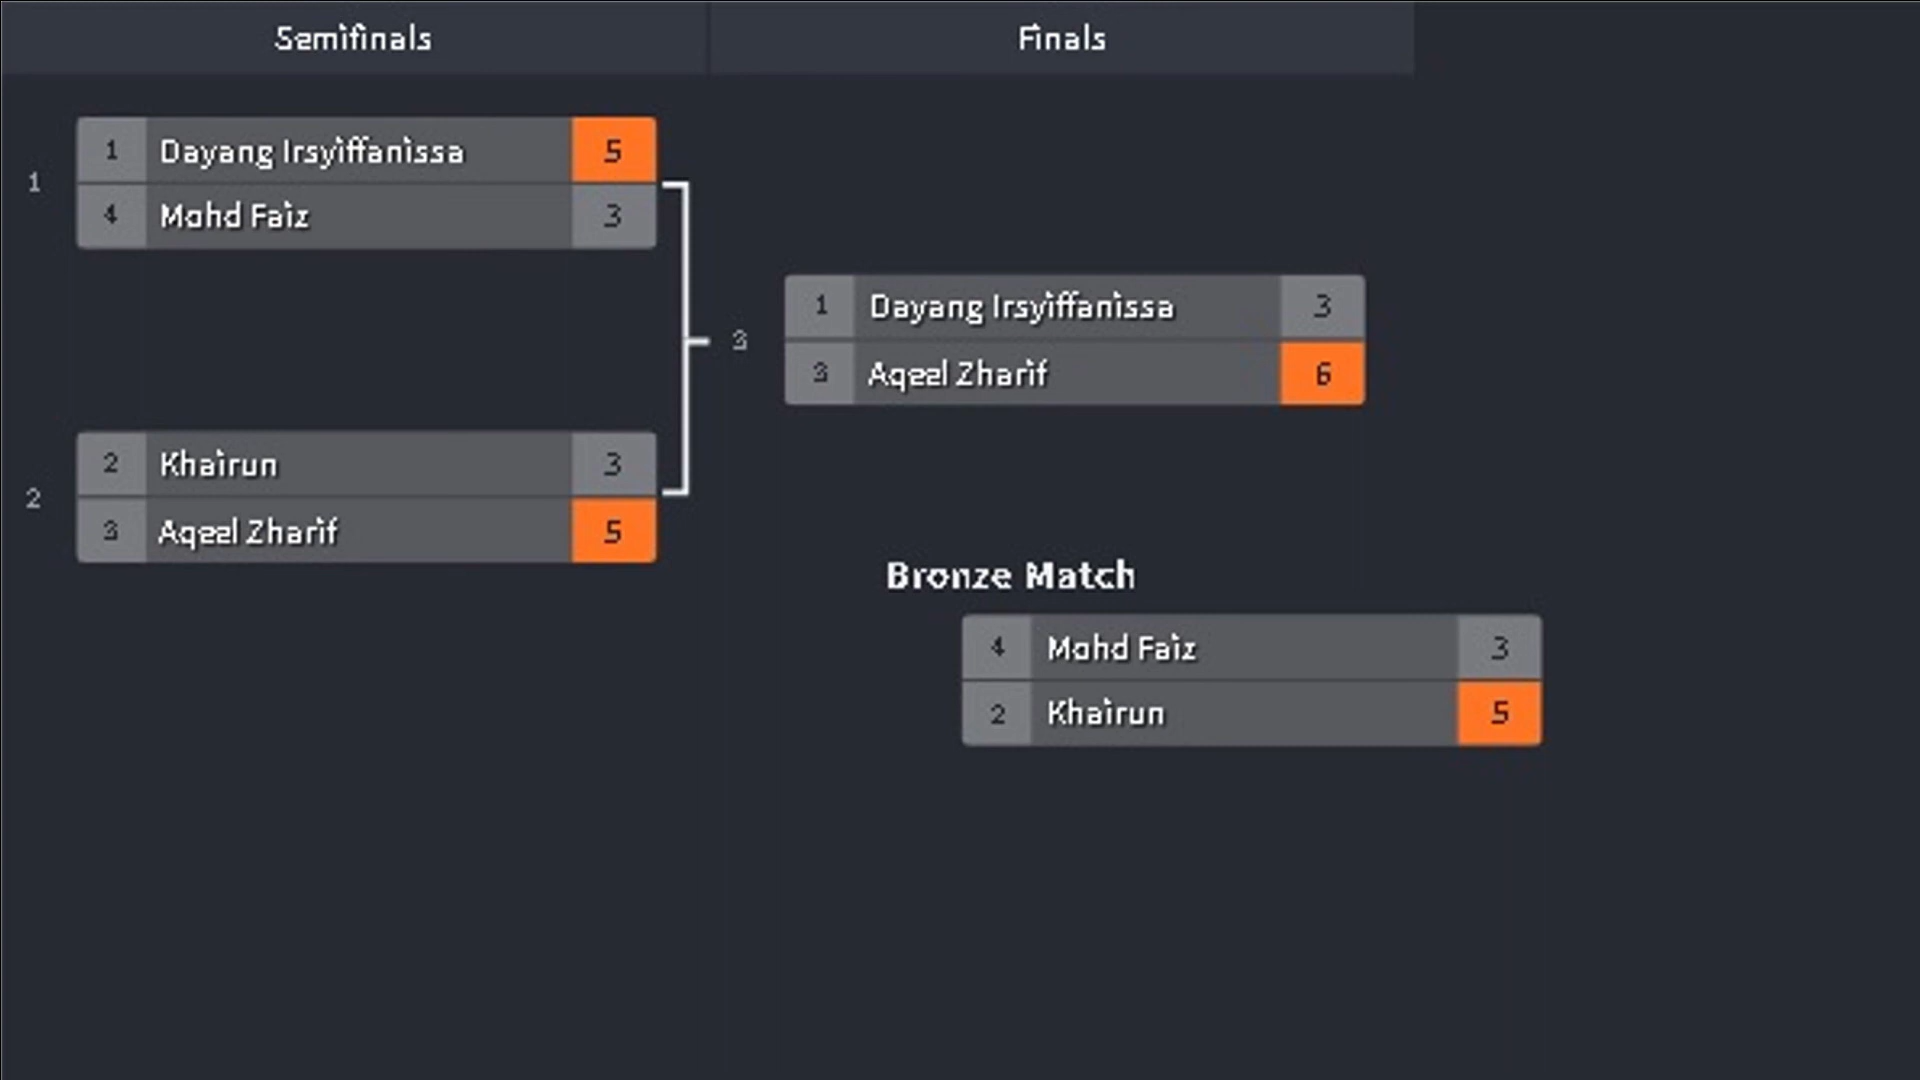 Semifinals Finals
1
1 Dayang Irsyiffanissa 5
4 Mohd Faiz 3
2
2 Khairun 3
3 Aqeel Zharif 5
3
1 Dayang Irsyiffanissa 3
3 Aqeel Zharif 6
Bronze Match
4 Mohd Faiz 3
2 Khairun 5